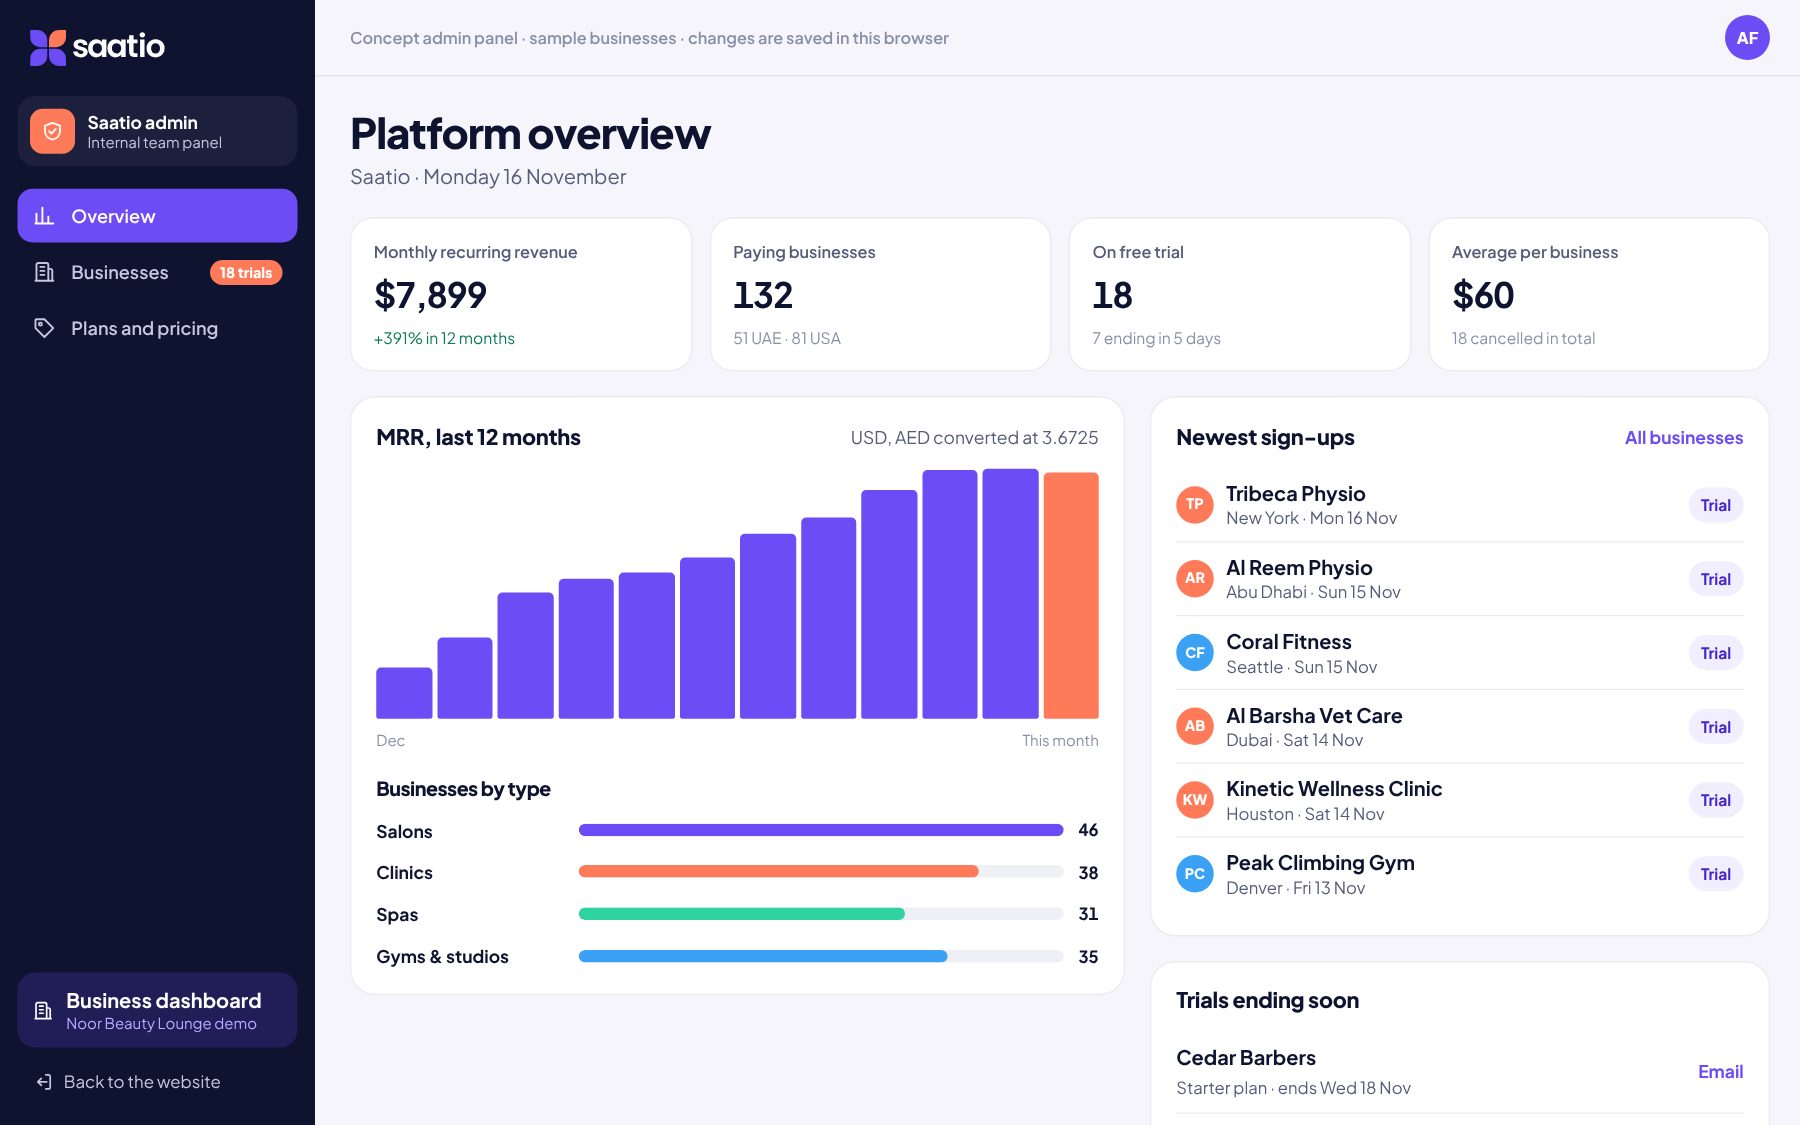 saatio
Saatio admin
Internal team panel
Overview
Businesses
18 trials
Plans and pricing
Business dashboard
Noor Beauty Lounge demo
Back to the website
Concept admin panel · sample businesses · changes are saved in this browser
AF
Platform overview
Saatio · Monday 16 November
Monthly recurring revenue
$7,899
+391% in 12 months
Paying businesses
132
51 UAE · 81 USA
On free trial
18
7 ending in 5 days
Average per business
$60
18 cancelled in total
MRR, last 12 months
USD, AED converted at 3.6725
Dec
This month
Businesses by type
Salons
46
Clinics
38
Spas
31
Gyms & studios
35
Newest sign-ups
All businesses
TP
Tribeca Physio
New York · Mon 16 Nov
Trial
AR
Al Reem Physio
Abu Dhabi · Sun 15 Nov
Trial
CF
Coral Fitness
Seattle · Sun 15 Nov
Trial
AB
Al Barsha Vet Care
Dubai · Sat 14 Nov
Trial
KW
Kinetic Wellness Clinic
Houston · Sat 14 Nov
Trial
PC
Peak Climbing Gym
Denver · Fri 13 Nov
Trial
Trials ending soon
Cedar Barbers
Starter plan · ends Wed 18 Nov
Email